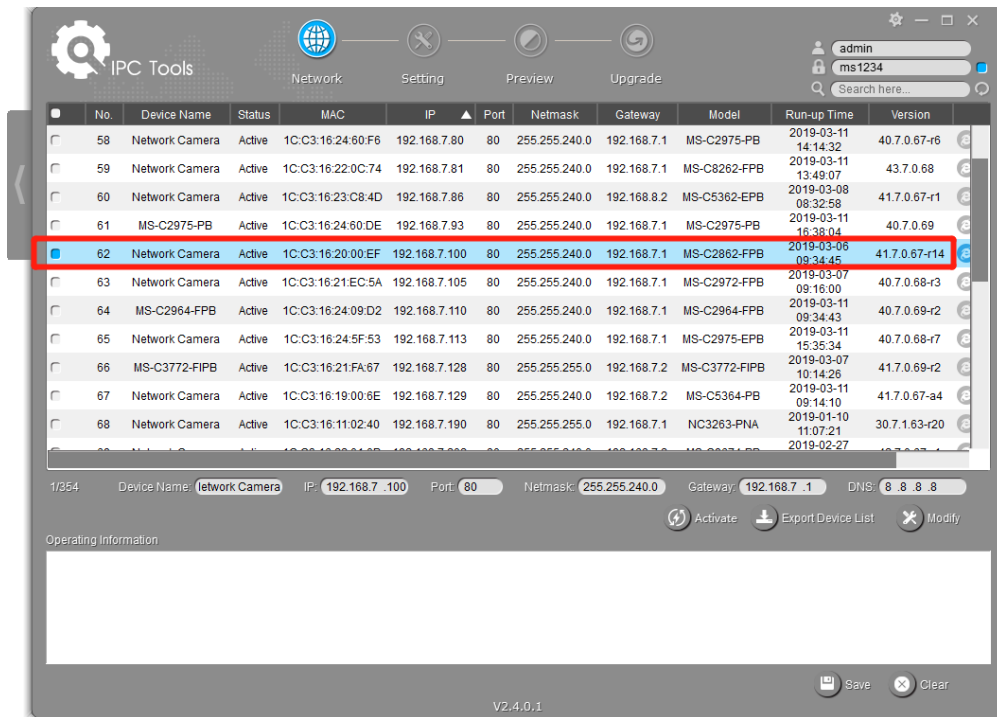 IPC Tools
Network Setting Preview Upgrade
admin
ms1234
Search here...
No. Device Name Status MAC IP Port Netmask Gateway Model Run-up Time Version
58 Network Camera Active 1C:C3:16:24:60:F6 192.168.7.80 80 255.255.240.0 192.168.7.1 MS-C2975-PB 2019-03-11 14:14:32 40.7.0.67-r6
59 Network Camera Active 1C:C3:16:22:0C:74 192.168.7.81 80 255.255.240.0 192.168.7.1 MS-C8262-FPB 2019-03-11 13:49:07 43.7.0.68
60 Network Camera Active 1C:C3:16:23:C8:4D 192.168.7.86 80 255.255.240.0 192.168.8.2 MS-C5362-EPB 2019-03-08 08:32:58 41.7.0.67-r1
61 MS-C2975-PB Active 1C:C3:16:24:60:DE 192.168.7.93 80 255.255.240.0 192.168.7.1 MS-C2975-PB 2019-03-11 16:38:04 40.7.0.69
62 Network Camera Active 1C:C3:16:20:00:EF 192.168.7.100 80 255.255.240.0 192.168.7.1 MS-C2862-FPB 2019-03-06 09:34:45 41.7.0.67-r14
63 Network Camera Active 1C:C3:16:21:EC:5A 192.168.7.105 80 255.255.240.0 192.168.7.1 MS-C2972-FPB 2019-03-07 09:16:00 40.7.0.68-r3
64 MS-C2964-FPB Active 1C:C3:16:24:09:D2 192.168.7.110 80 255.255.240.0 192.168.7.1 MS-C2964-FPB 2019-03-11 09:34:43 40.7.0.69-r2
65 Network Camera Active 1C:C3:16:24:5F:53 192.168.7.113 80 255.255.240.0 192.168.7.1 MS-C2975-EPB 2019-03-11 15:35:34 40.7.0.68-r7
66 MS-C3772-FIPB Active 1C:C3:16:21:FA:67 192.168.7.128 80 255.255.255.0 192.168.7.2 MS-C3772-FIPB 2019-03-07 10:14:26 41.7.0.69-r2
67 Network Camera Active 1C:C3:16:19:00:6E 192.168.7.129 80 255.255.255.0 192.168.7.2 MS-C5364-PB 2019-03-11 09:14:10 41.7.0.67-a4
68 Network Camera Active 1C:C3:16:11:02:40 192.168.7.190 80 255.255.255.0 192.168.7.1 NC3263-PNA 2019-01-10 11:07:21 30.7.1.63-r20
2019-02-27
1/354 Device Name: letwork Camera IP: 192.168.7 .100 Port: 80 Netmask: 255.255.240.0 Gateway: 192.168.7 .1 DNS: 8 .8 .8 .8
Activate Export Device List Modify
Operating Information
Save Clear
V2.4.0.1